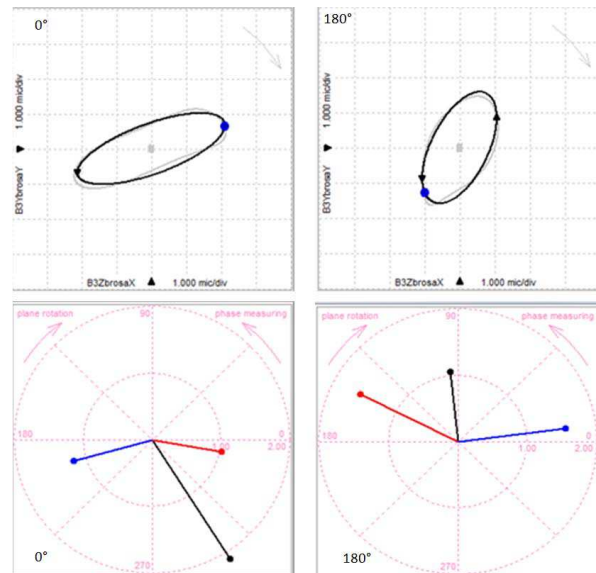 0°
B3YbrosaY ▶ 1.000 mic/div
B3ZbrosaX ▲ 1.000 mic/div
180°
B3YbrosaY ▶ 1.000 mic/div
B3ZbrosaX ▲ 1.000 mic/div
plane rotation
90
phase measuring
180
0
1.00
2.00
270
0°
plane rotation
90
phase measuring
180
0
1.00
2.00
270
180°